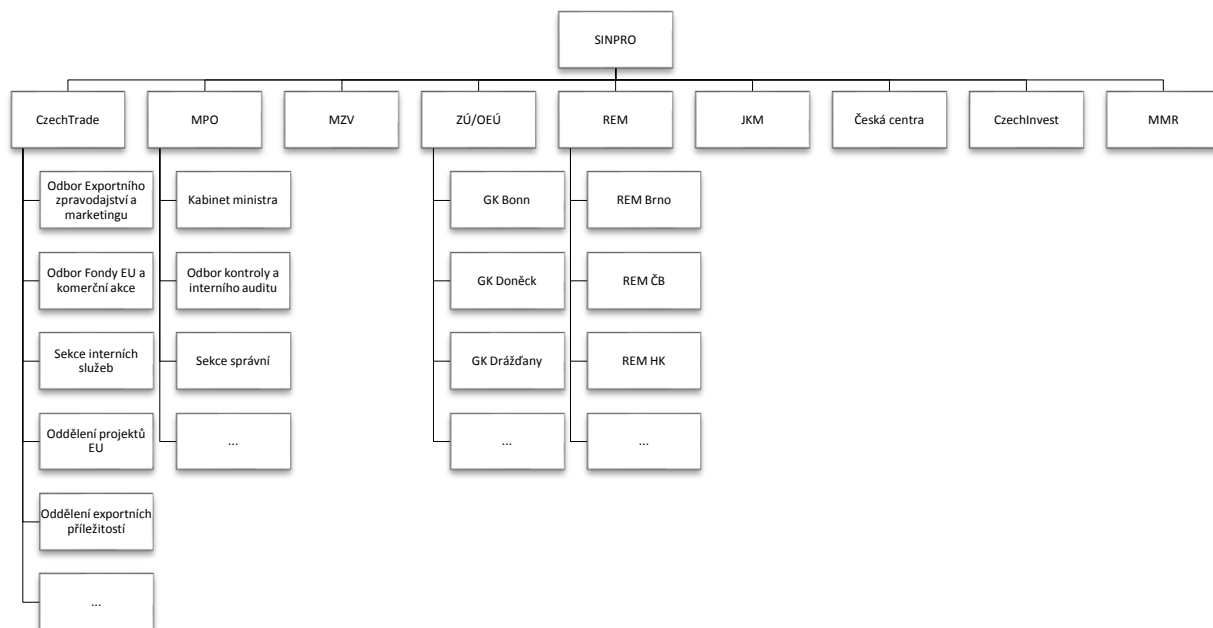 SINPRO
CzechTrade
MPO
MZV
ZÚ/OEÚ
REM
JKM
Česká centra
CzechInvest
MMR
Odbor Exportního
zpravodajství a
marketingu
Kabinet ministra
GK Bonn
REM Brno
Odbor Fondy EU a
komerční akce
Odbor kontroly a
interního auditu
GK Doněck
REM ČB
Sekce interních
služeb
Sekce správní
GK Drážďany
REM HK
Oddělení projektů
EU
...
...
...
Oddělení exportních
příležitostí
...